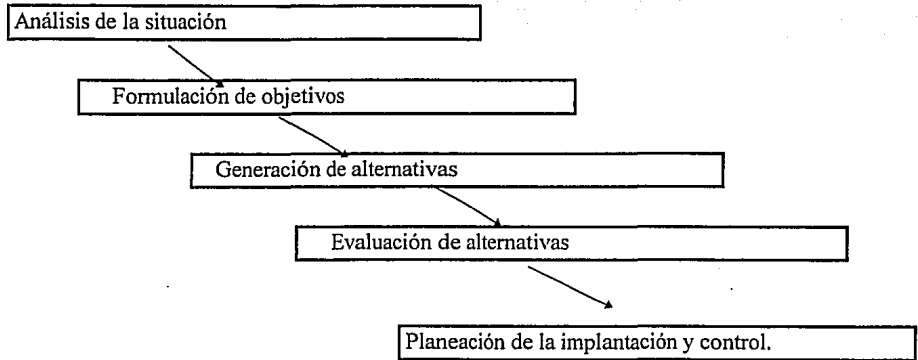 Análisis de la situación
Formulación de objetivos
Generación de alternativas
Evaluación de alternativas
Planeación de la implantación y control.